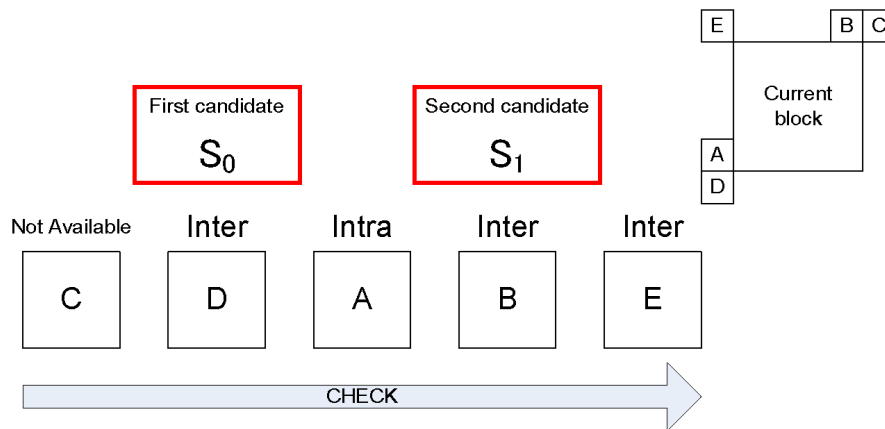 E
B
C
First candidate
S₀
Second candidate
S₁
Current
block
A
D
Not Available
Inter
Intra
Inter
Inter
C
D
A
B
E
CHECK